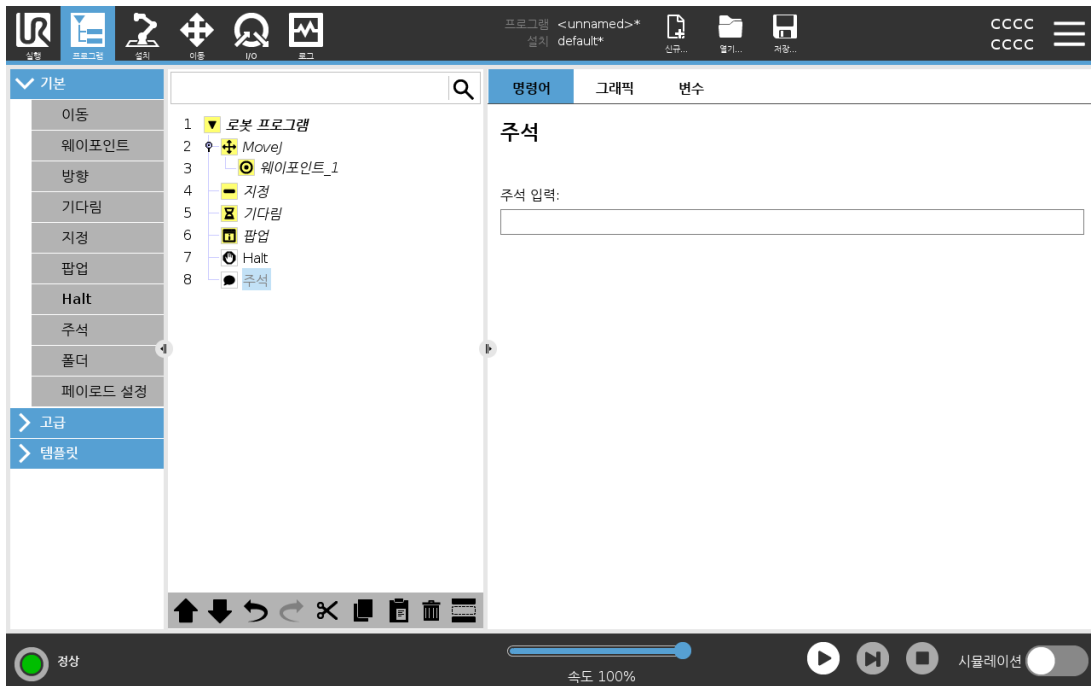 UR
실행
프로그램
설치
이동
I/O
로그
프로그램 <unnamed>*
설치 default*
신규...
열기...
저장...
CCCC
CCCC
기본
이동
웨이포인트
방향
기다림
지정
팝업
Halt
주석
폴더
페이로드 설정
고급
템플릿
1 로봇 프로그램
2 MoveJ
3 웨이포인트_1
4 지정
5 기다림
6 팝업
7 Halt
8 주석
명령어 그래픽 변수
주석
주석 입력:
정상
속도 100%
시뮬레이션